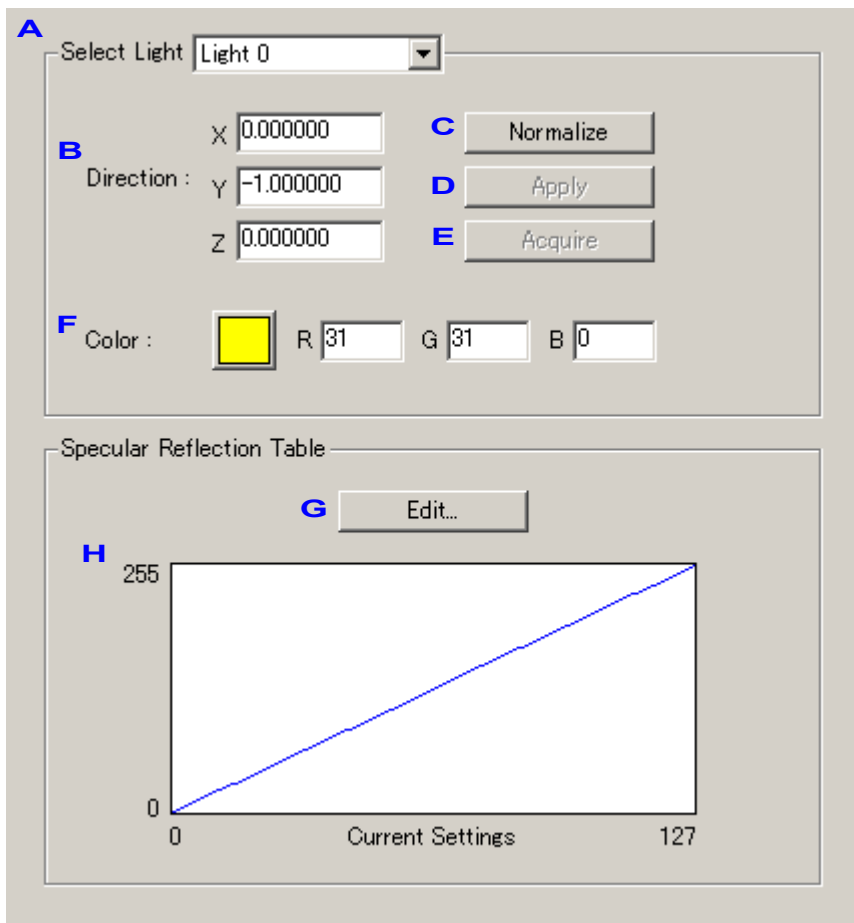 A
Select Light Light 0
X 0.000000 C Normalize
B
Direction : Y -1.000000 D Apply
Z 0.000000 E Acquire
F Color : R 31 G 31 B 0
Specular Reflection Table
G Edit...
H
255
0
0 Current Settings 127